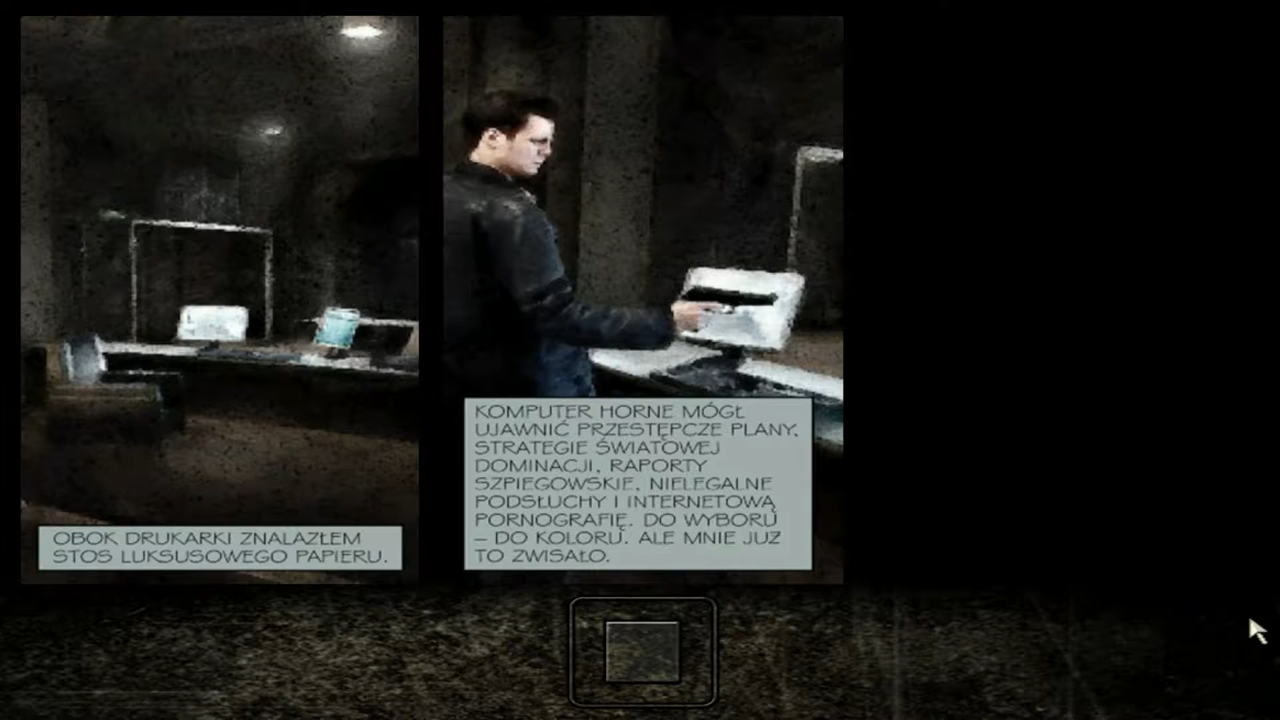 OBOK DRUKARKI ZNALAZŁEM
STOS LUKSUSOWEGO PAPIERU.
KOMPUTER HORNE MÓGŁ
UJAWNIĆ PRZESTĘPCZE PLANY,
STRATEGIE ŚWIATOWEJ
DOMINACJI, RAPORTY
SZPIEGOWSKIE, NIELEGALNE
PODSŁUCHY I INTERNETOWĄ
PORNOGRAFIĘ. DO WYBORU
– DO KOLORU. ALE MNIE JUŻ
TO ZWISAŁO.